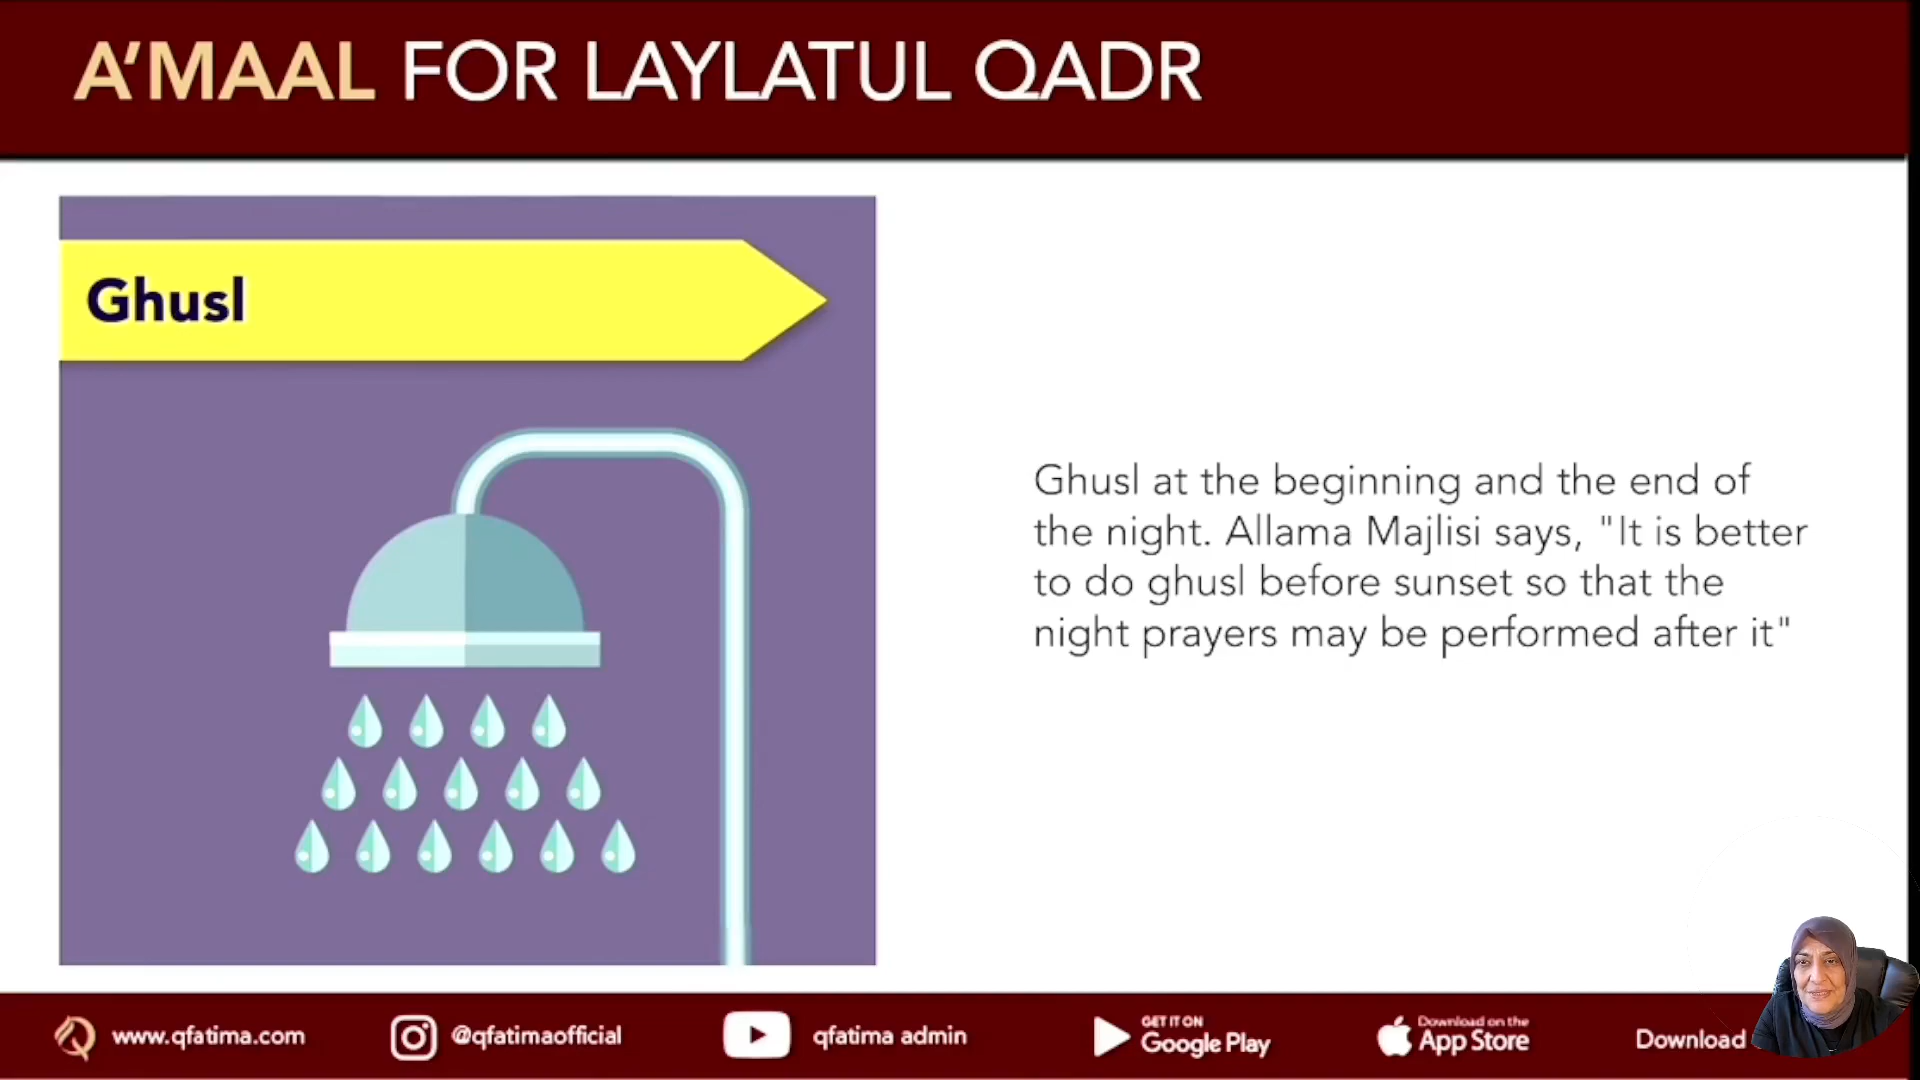 A'MAAL FOR LAYLATUL QADR
Ghusl
Ghusl at the beginning and the end of
the night. Allama Majlisi says, "It is better
to do ghusl before sunset so that the
night prayers may be performed after it"
www.qfatima.com
@qfatimaofficial
qfatima admin
GET IT ON
Google Play
Download on the
App Store
Download